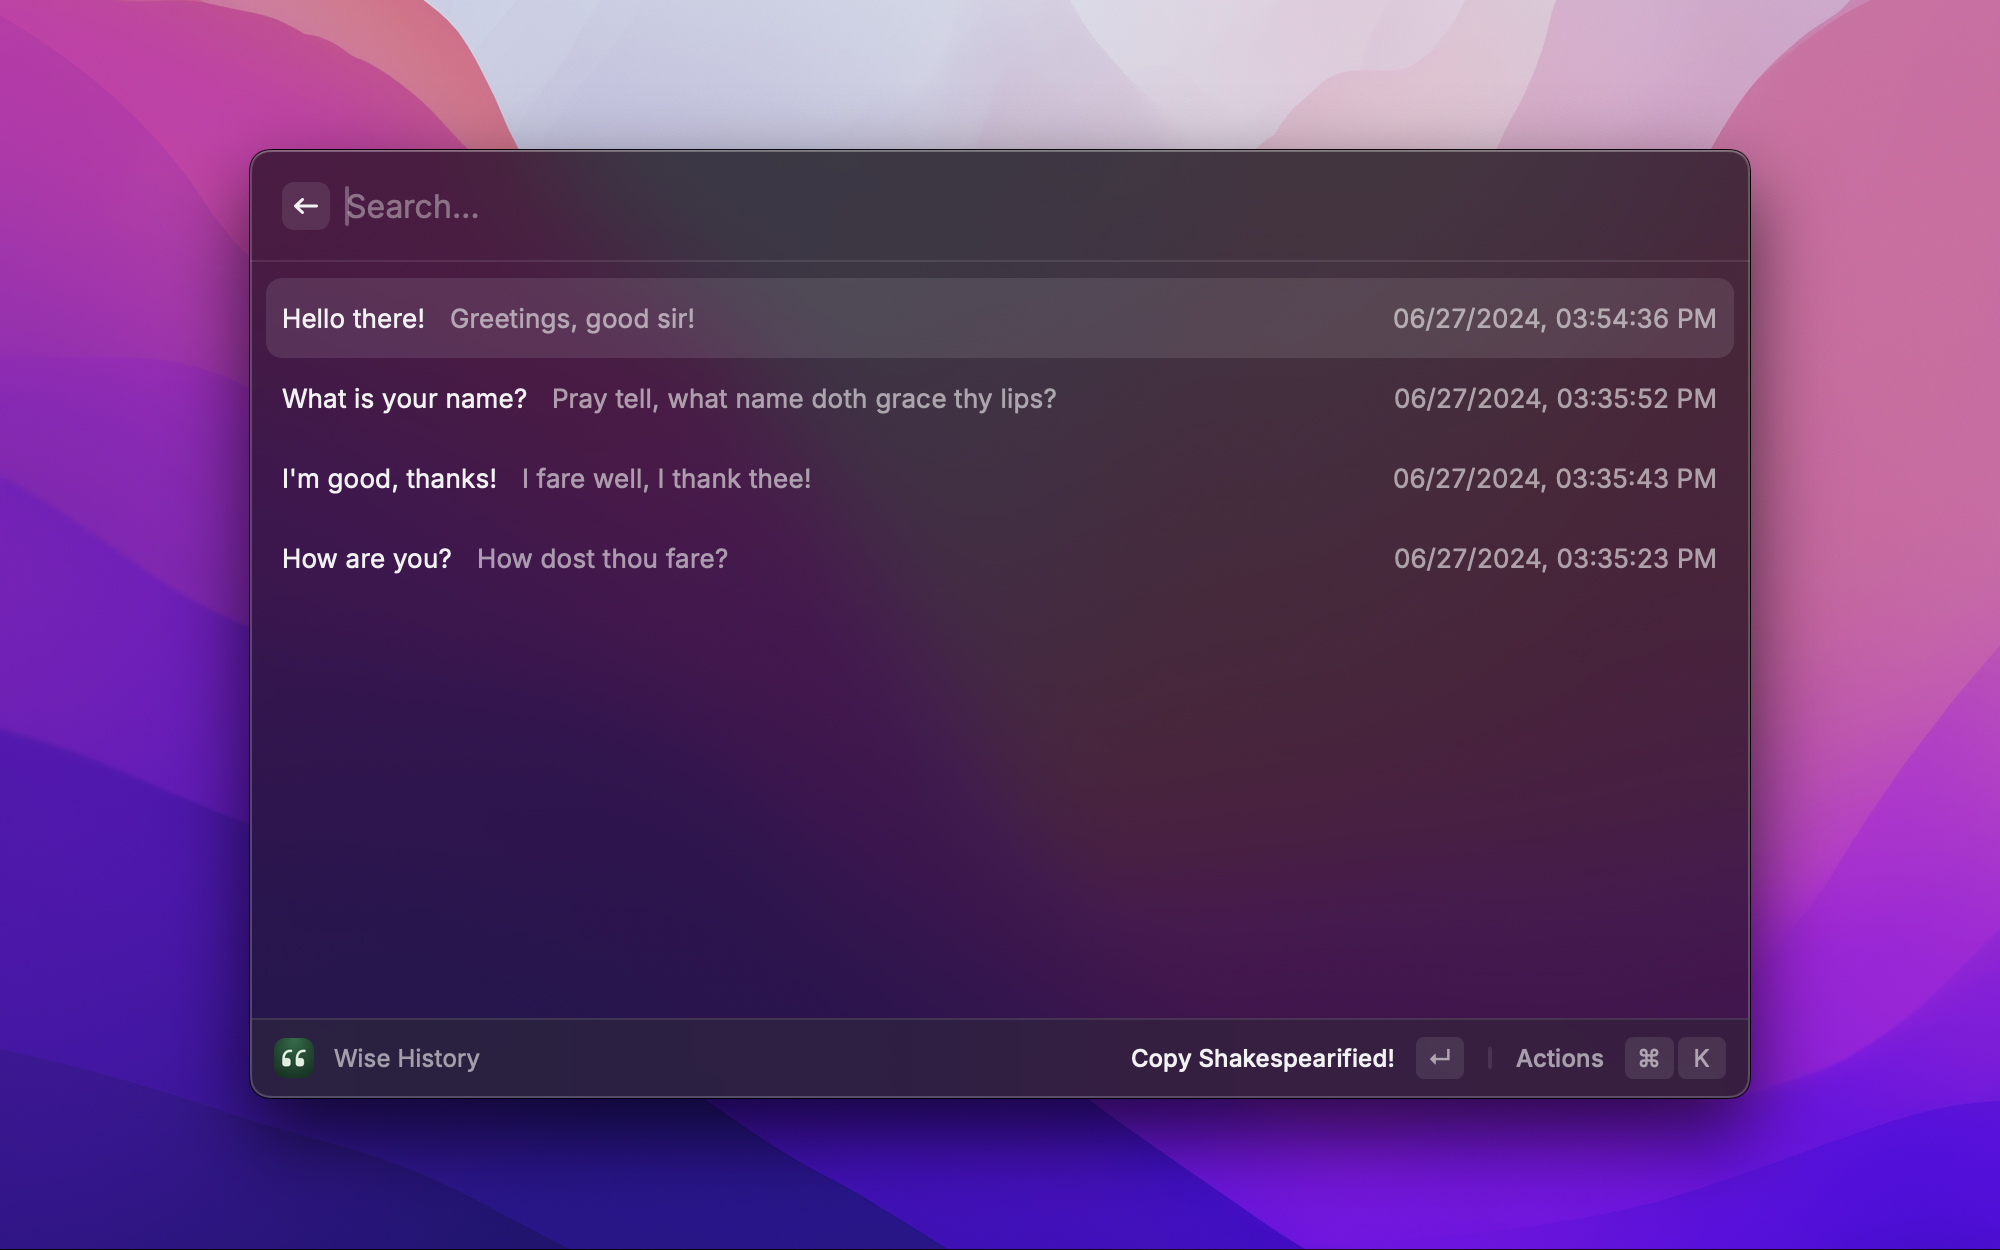 Search...
Hello there! Greetings, good sir! 06/27/2024, 03:54:36 PM
What is your name? Pray tell, what name doth grace thy lips? 06/27/2024, 03:35:52 PM
I'm good, thanks! I fare well, I thank thee! 06/27/2024, 03:35:43 PM
How are you? How dost thou fare? 06/27/2024, 03:35:23 PM
Wise History Copy Shakespearified! ↵ Actions ⌘ K